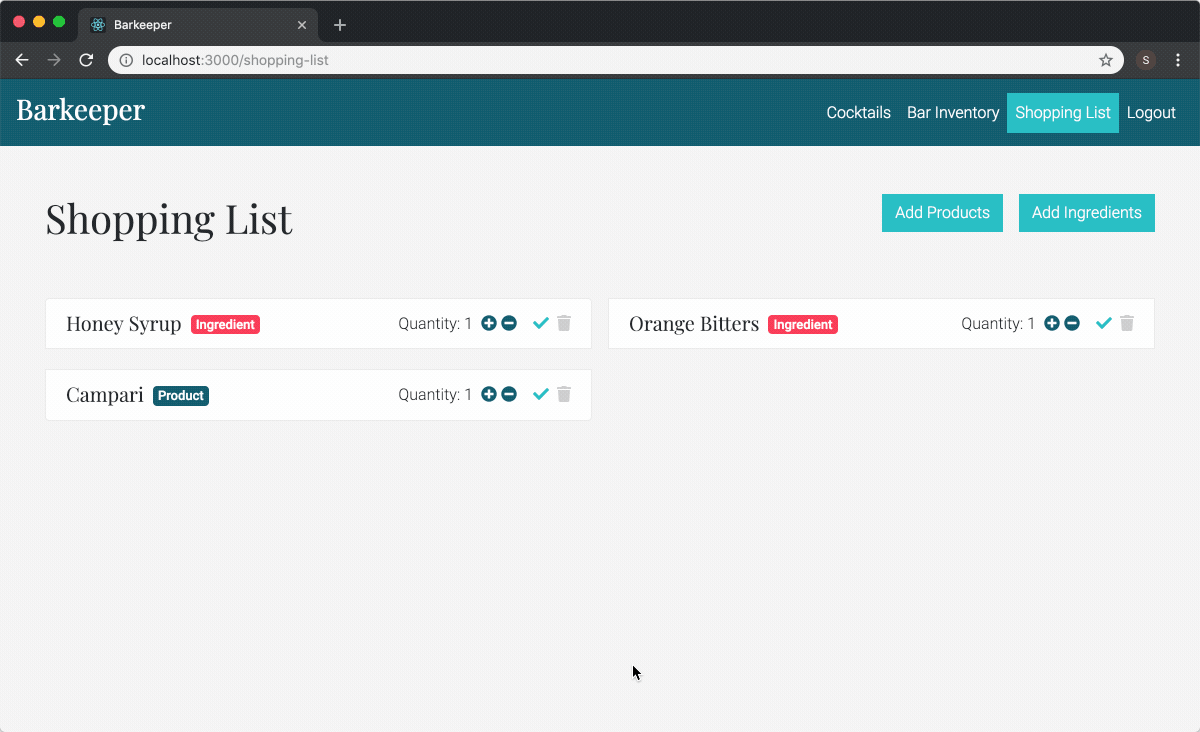 Barkeeper
localhost:3000/shopping-list
S
Barkeeper
Cocktails Bar Inventory Shopping List Logout
Shopping List
Add Products Add Ingredients
Honey Syrup Ingredient Quantity: 1
Orange Bitters Ingredient Quantity: 1
Campari Product Quantity: 1